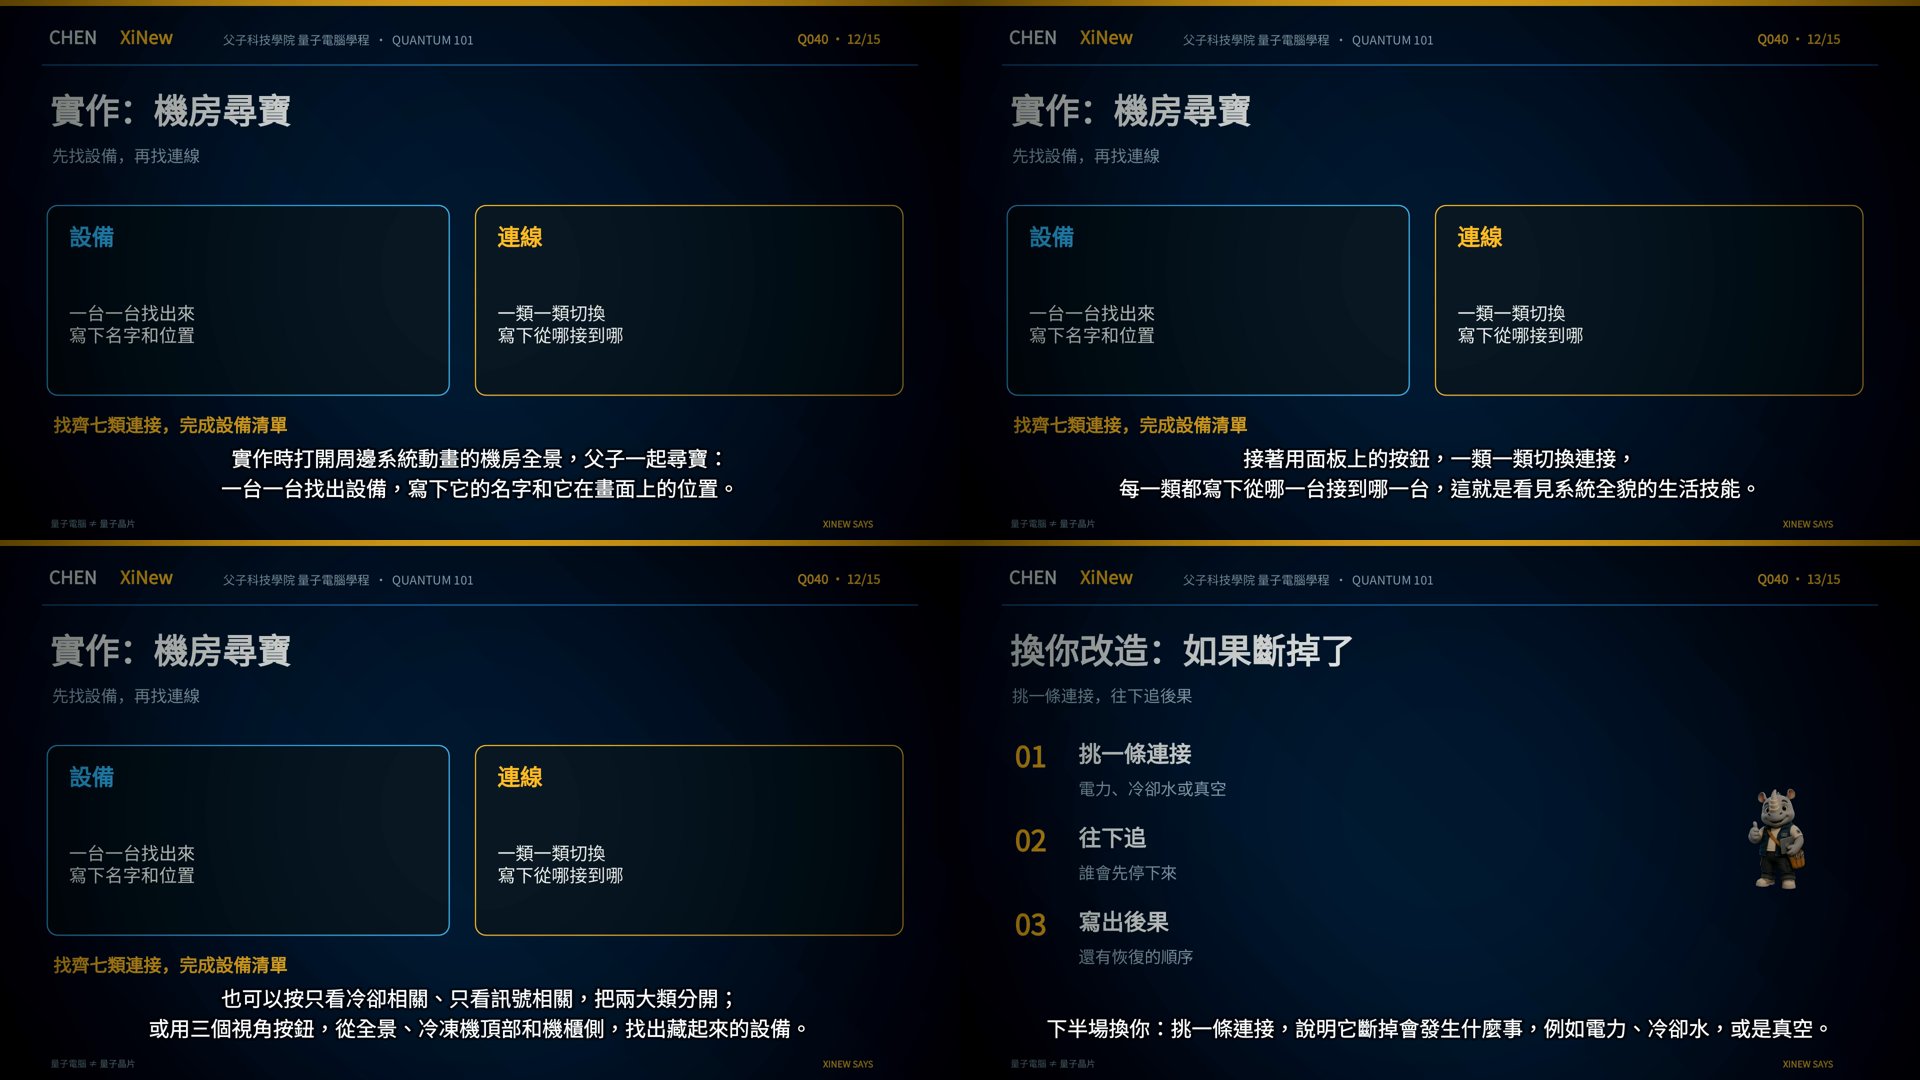 CHEN XiNew 父子科技學院 量子電腦學程 · QUANTUM 101 Q040 · 12/15
實作：機房尋寶
先找設備，再找連線
設備
一台一台找出來
寫下名字和位置
連線
一類一類切換
寫下從哪接到哪
找齊七類連接，完成設備清單
實作時打開周邊系統動畫的機房全景，父子一起尋寶：
一台一台找出設備，寫下它的名字和它在畫面上的位置。
量子電腦 ≠ 量子晶片 XINEW SAYS
CHEN XiNew 父子科技學院 量子電腦學程 · QUANTUM 101 Q040 · 12/15
實作：機房尋寶
先找設備，再找連線
設備
一台一台找出來
寫下名字和位置
連線
一類一類切換
寫下從哪接到哪
找齊七類連接，完成設備清單
接著用面板上的按鈕，一類一類切換連接，
每一類都寫下從哪一台接到哪一台，這就是看見系統全貌的生活技能。
量子電腦 ≠ 量子晶片 XINEW SAYS
CHEN XiNew 父子科技學院 量子電腦學程 · QUANTUM 101 Q040 · 12/15
實作：機房尋寶
先找設備，再找連線
設備
一台一台找出來
寫下名字和位置
連線
一類一類切換
寫下從哪接到哪
找齊七類連接，完成設備清單
也可以按只看冷卻相關、只看訊號相關，把兩大類分開；
或用三個視角按鈕，從全景、冷凍機頂部和機櫃側，找出藏起來的設備。
量子電腦 ≠ 量子晶片 XINEW SAYS
CHEN XiNew 父子科技學院 量子電腦學程 · QUANTUM 101 Q040 · 13/15
換你改造：如果斷掉了
挑一條連接，往下追後果
01 挑一條連接
電力、冷卻水或真空
02 往下追
誰會先停下來
03 寫出後果
還有恢復的順序
下半場換你：挑一條連接，說明它斷掉會發生什麼事，例如電力、冷卻水，或是真空。
量子電腦 ≠ 量子晶片 XINEW SAYS